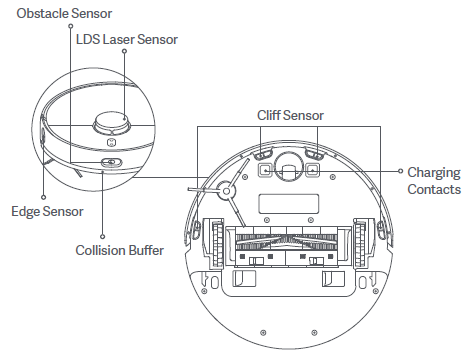 Obstacle Sensor
LDS Laser Sensor
Cliff Sensor
Charging
Contacts
Edge Sensor
Collision Buffer